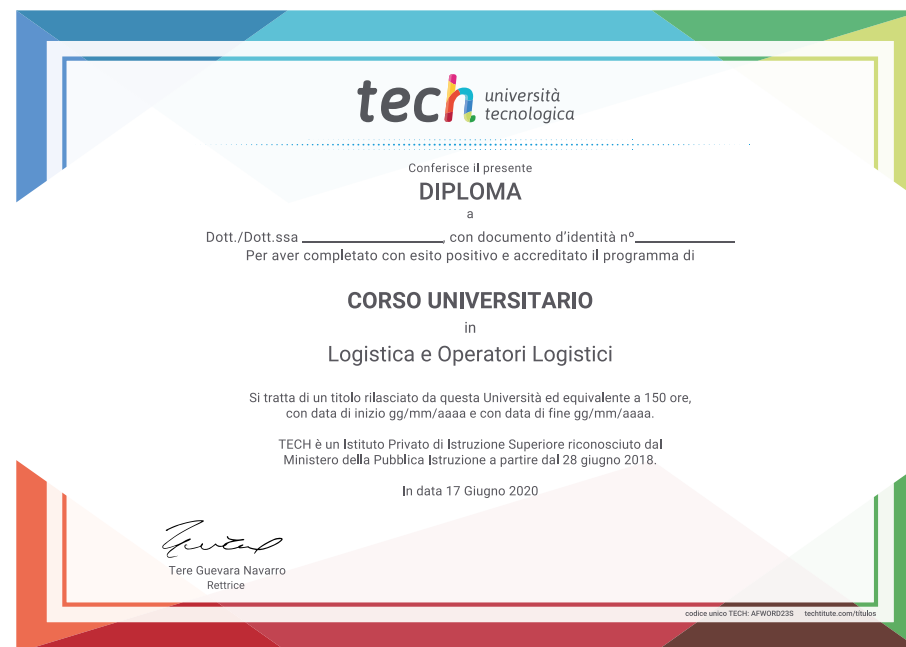 tech università
tecnologica
Conferisce il presente
DIPLOMA
a
Dott./Dott.ssa ____________________, con documento d'identità nº______________
Per aver completato con esito positivo e accreditato il programma di
CORSO UNIVERSITARIO
in
Logistica e Operatori Logistici
Si tratta di un titolo rilasciato da questa Università ed equivalente a 150 ore,
con data di inizio gg/mm/aaaa e con data di fine gg/mm/aaaa.
TECH è un Istituto Privato di Istruzione Superiore riconosciuto dal
Ministero della Pubblica Istruzione a partire dal 28 giugno 2018.
In data 17 Giugno 2020
Tere Guevara Navarro
Rettrice
codice unico TECH: AFWORD23S techtitute.com/titulos